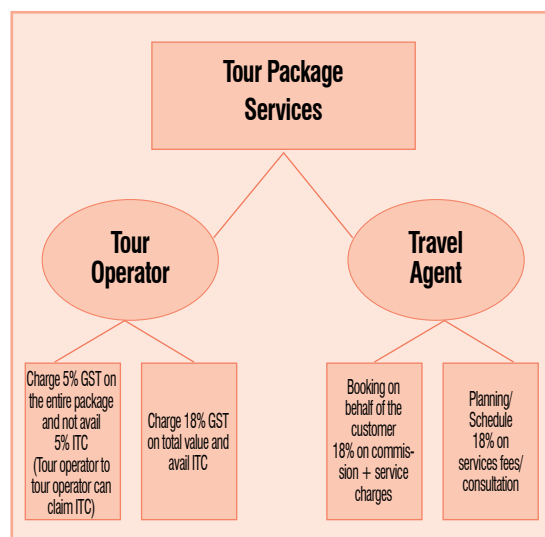 Tour Package
Services
Tour
Operator
Travel
Agent
Charge 5% GST on
the entire package
and not avail
5% ITC
(Tour operator to
tour operator can
claim ITC)
Charge 18% GST
on total value and
avail ITC
Booking on
behalf of the
customer
18% on commis-
sion + service
charges
Planning/
Schedule
18% on
services fees/
consultation